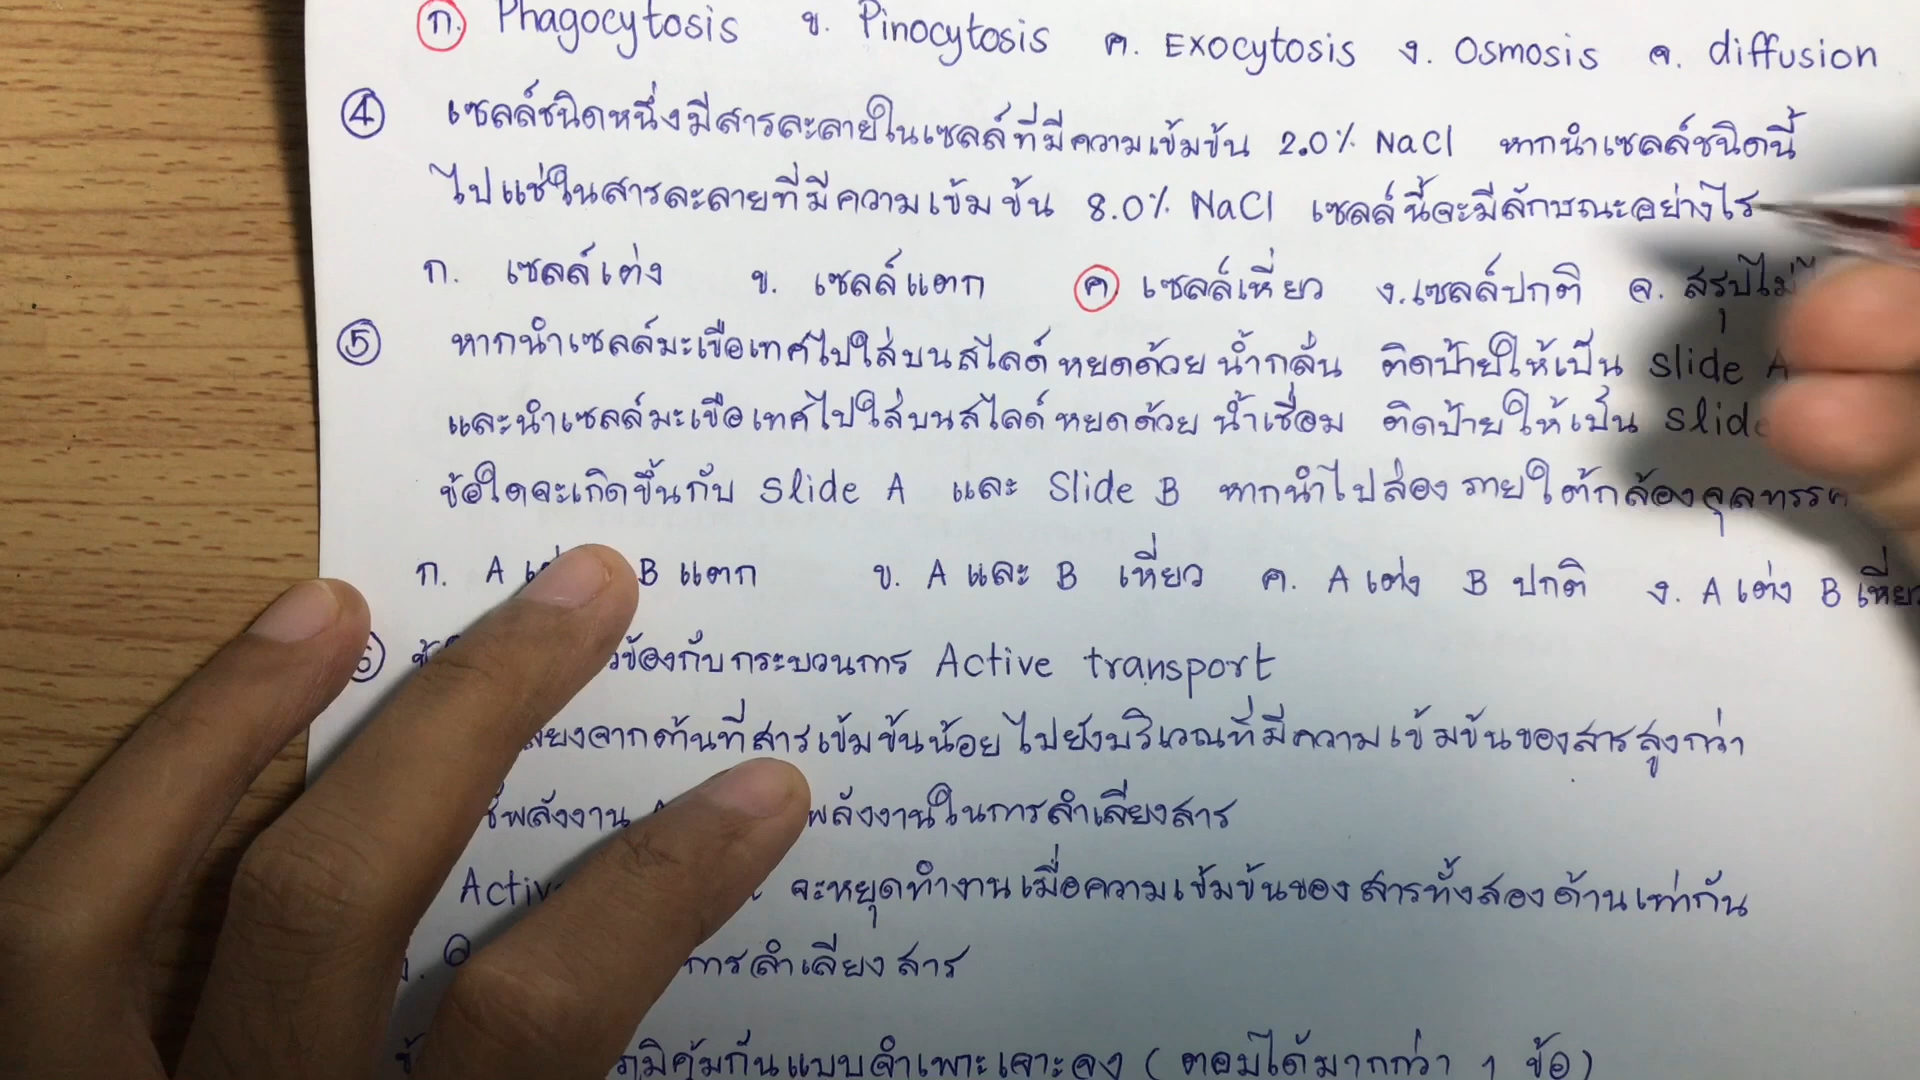 ก. Phagocytosis ข. Pinocytosis ค. Exocytosis ง. Osmosis จ. diffusion
④ เซลล์ชนิดหนึ่งมีสารละลายในเซลล์ที่มีความเข้มข้น 2.0% NaCl หากนำเซลล์ชนิดนี้
ไปแช่ในสารละลายที่มีความเข้มข้น 8.0% NaCl เซลล์นี้จะมีลักษณะอย่างไร
ก. เซลล์เต่ง ข. เซลล์แตก ค เซลล์เหี่ยว ง. เซลล์ปกติ จ. สรุปไม่
⑤ หากนำเซลล์มะเขือเทศไปใส่บนสไลด์ หยดด้วย น้ำกลั่น ติดป้ายให้เป็น Slide A
และนำเซลล์มะเขือเทศไปใส่บนสไลด์ หยดด้วย น้ำเชื่อม ติดป้ายให้เป็น Slide
ข้อใดจะเกิดขึ้นกับ Slide A และ Slide B หากนำไปส่อง ภายใต้กล้องจุลทรรศ
ก. A B แตก ข. A และ B เหี่ยว ค. A เต่ง B ปกติ ง. A เต่ง B เหี่ยว
ข้องกับกระบวนการ Active transport
ลียงจากด้านที่สารเข้มข้นน้อย ไปยังบริเวณที่มีความเข้มข้นของสารสูงกว่า
ช้พลังงาน พลังงานในการลำเลียงสาร
Activ จะหยุดทำงานเมื่อความเข้มข้นของสารทั้งสองด้านเท่ากัน
การลำเลียงสาร
ภูมิคุ้มกันแบบจำเพาะเจาะจง (ตอบได้มากกว่า 1 ข้อ)